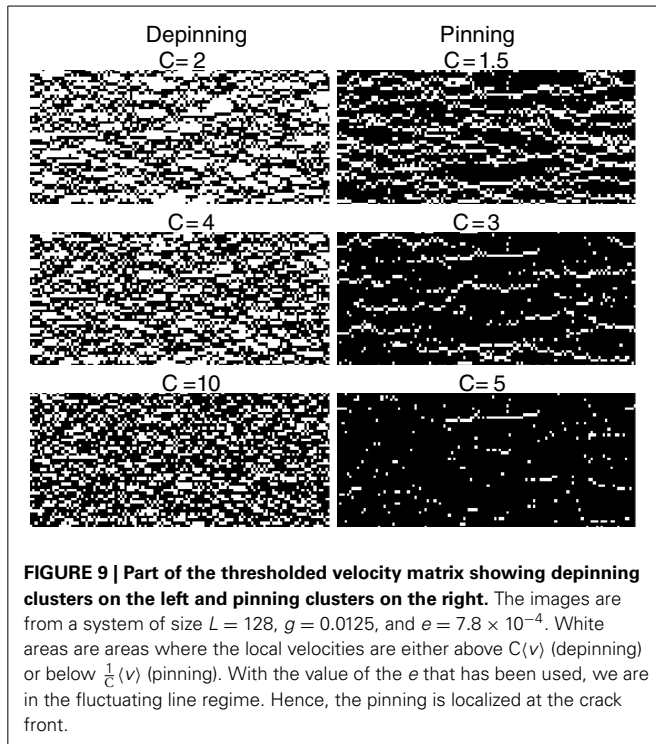 Depinning Pinning
C= 2 C= 1.5
C= 4 C= 3
C =10 C= 5
FIGURE 9 | Part of the thresholded velocity matrix showing depinning
clusters on the left and pinning clusters on the right. The images are
from a system of size L = 128, g = 0.0125, and e = 7.8 × 10⁻⁴. White
areas are areas where the local velocities are either above C⟨v⟩ (depinning)
or below 1/C ⟨v⟩ (pinning). With the value of the e that has been used, we are
in the fluctuating line regime. Hence, the pinning is localized at the crack
front.